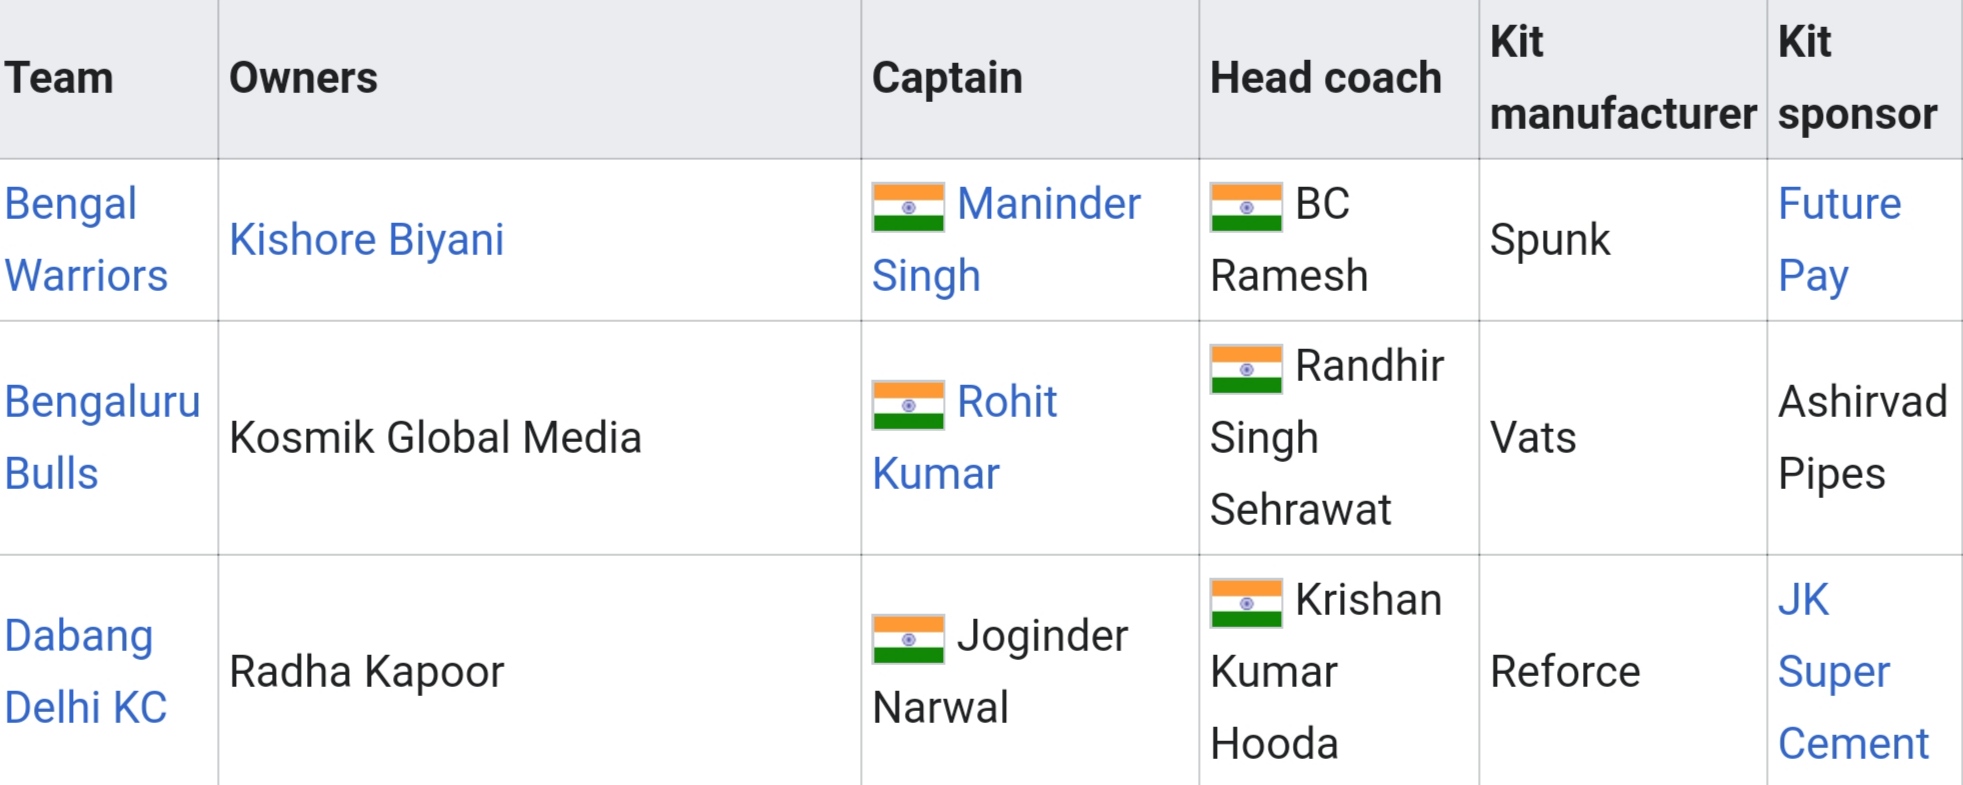 Team Owners Captain Head coach Kit manufacturer Kit sponsor
Bengal Warriors Kishore Biyani Maninder Singh BC Ramesh Spunk Future Pay
Bengaluru Bulls Kosmik Global Media Rohit Kumar Randhir Singh Sehrawat Vats Ashirvad Pipes
Dabang Delhi KC Radha Kapoor Joginder Narwal Krishan Kumar Hooda Reforce JK Super Cement